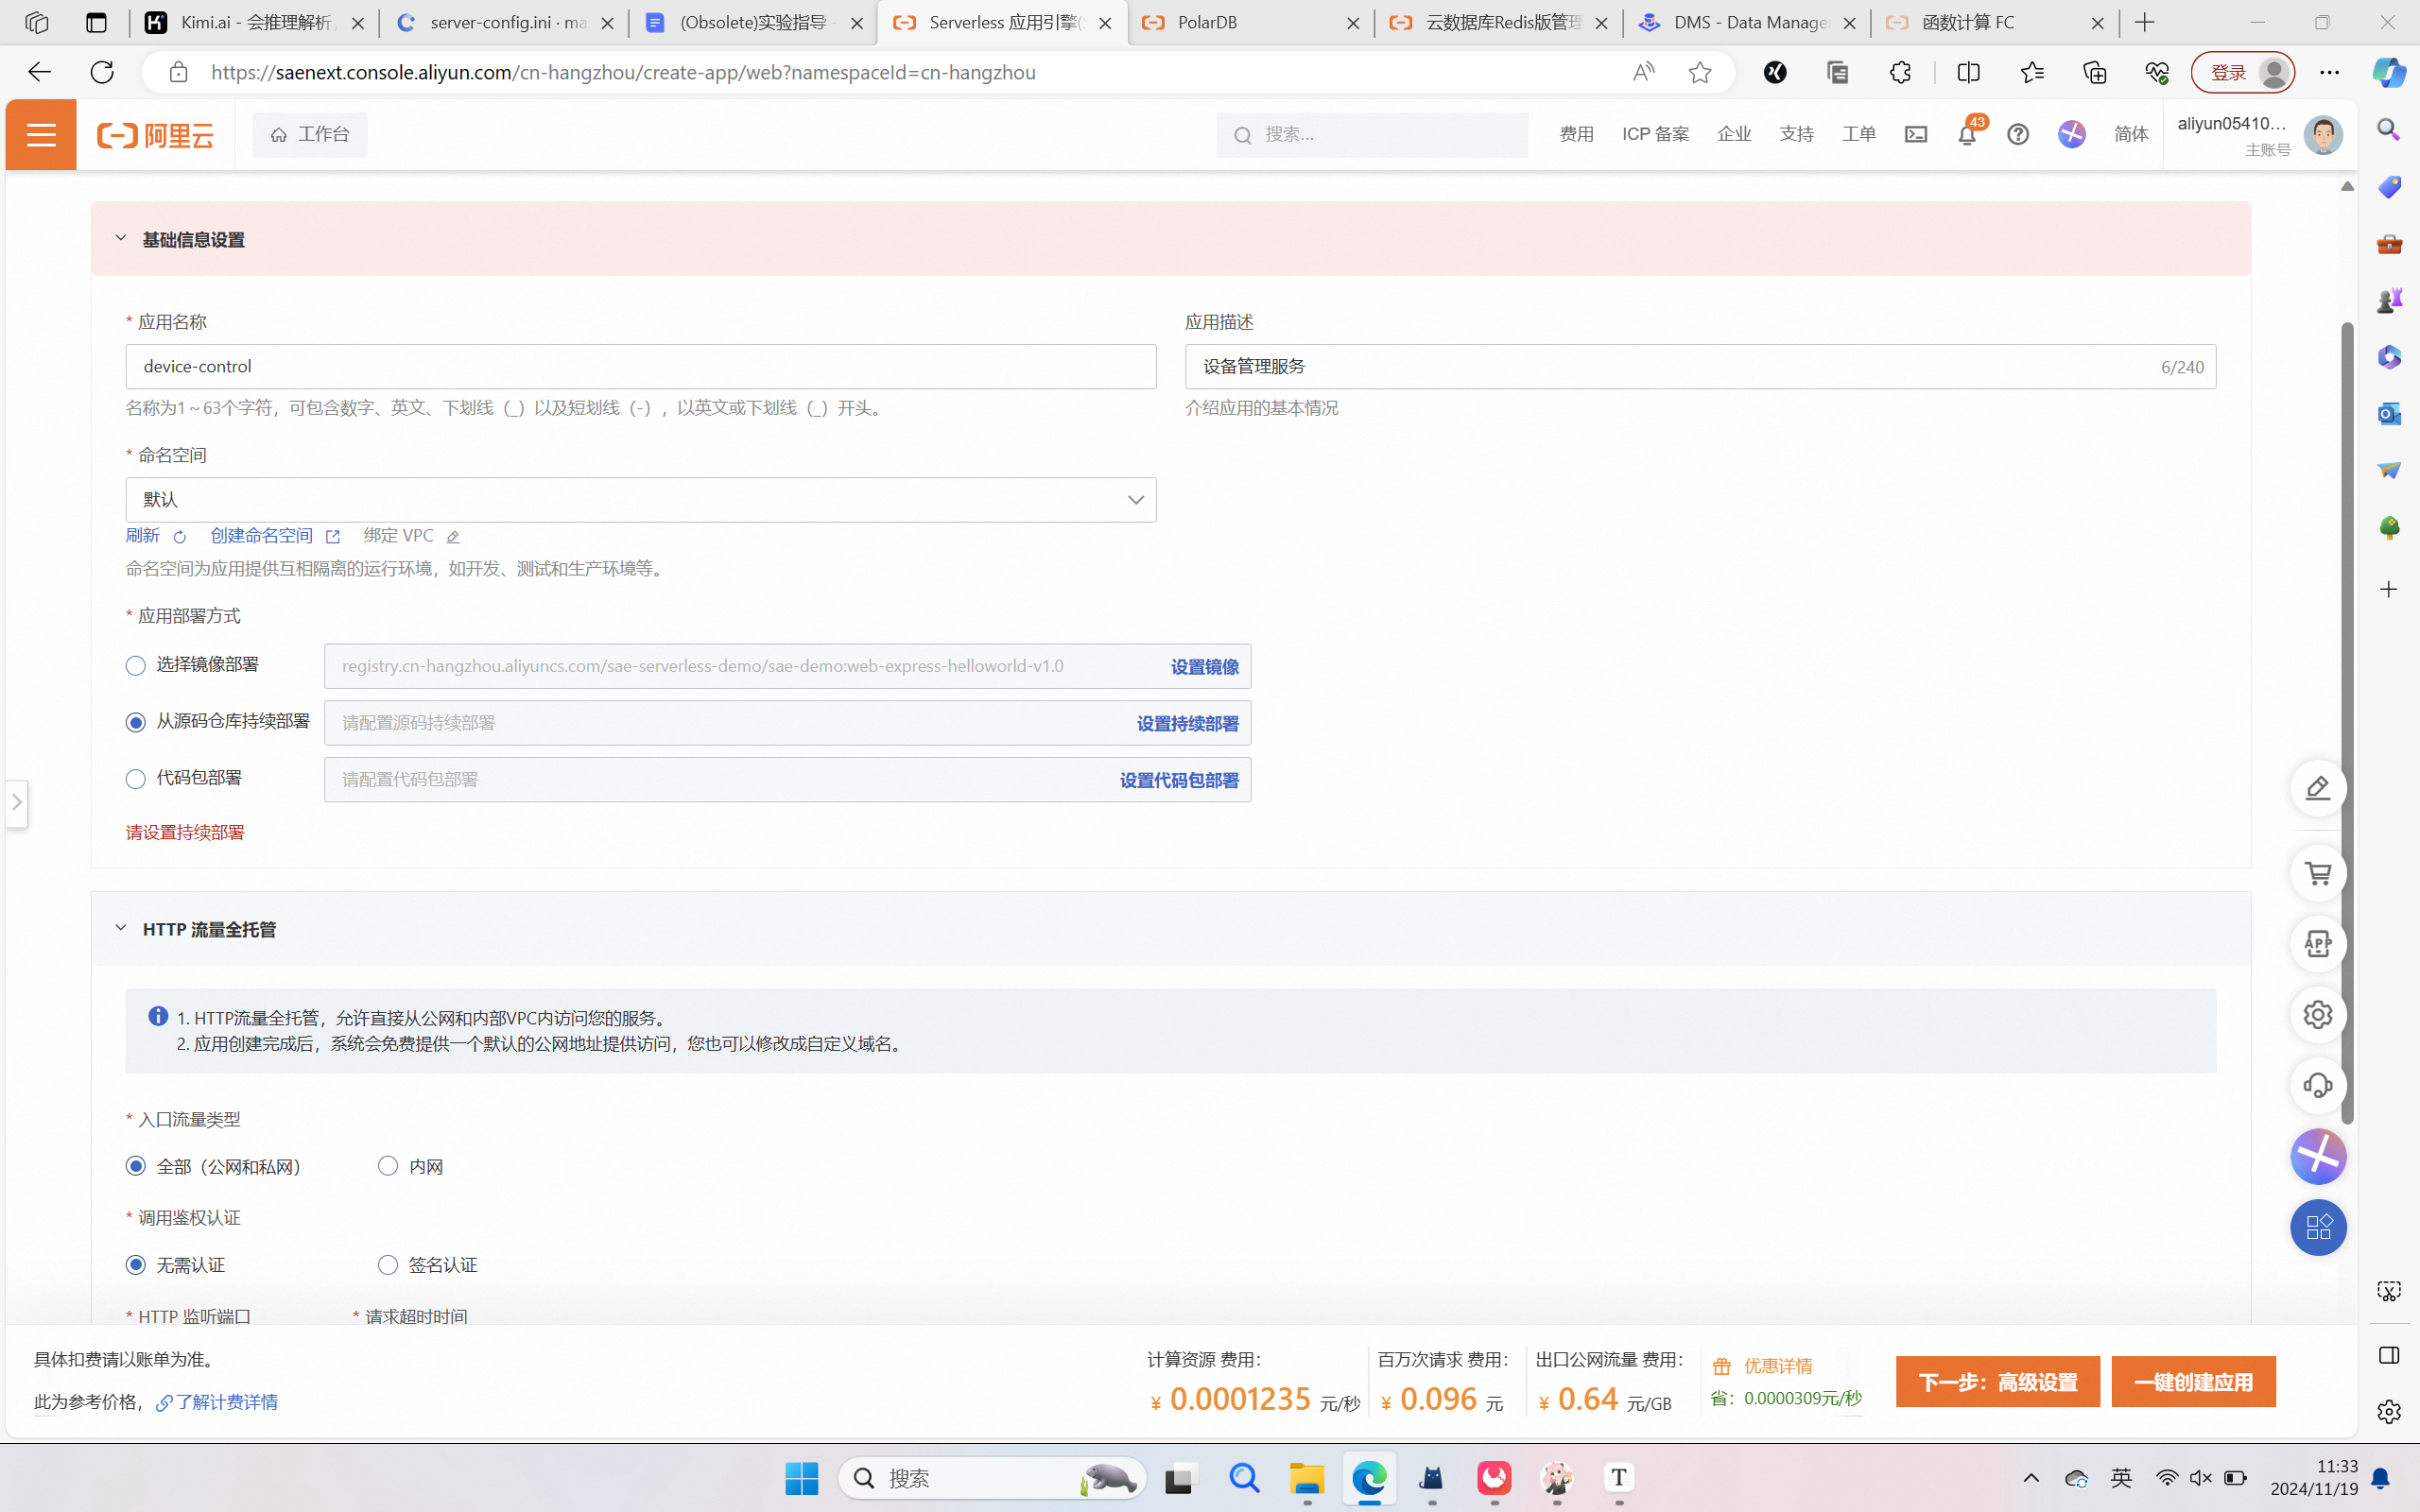 Kimi.ai - 会推理解析,
server-config.ini · ma
(Obsolete)实验指导 -
Serverless 应用引擎(S
PolarDB
云数据库Redis版管理
DMS - Data Manage
函数计算 FC
https://saenext.console.aliyun.com/cn-hangzhou/create-app/web?namespaceId=cn-hangzhou
登录
阿里云
工作台
搜索...
费用
ICP 备案
企业
支持
工单
43
简体
aliyun05410...
主账号
基础信息设置
* 应用名称
应用描述
device-control
设备管理服务
6/240
名称为1～63个字符，可包含数字、英文、下划线（_）以及短划线（-），以英文或下划线（_）开头。
介绍应用的基本情况
* 命名空间
默认
刷新
创建命名空间
绑定 VPC
命名空间为应用提供互相隔离的运行环境，如开发、测试和生产环境等。
* 应用部署方式
选择镜像部署
registry.cn-hangzhou.aliyuncs.com/sae-serverless-demo/sae-demo:web-express-helloworld-v1.0
设置镜像
从源码仓库持续部署
请配置源码持续部署
设置持续部署
代码包部署
请配置代码包部署
设置代码包部署
请设置持续部署
HTTP 流量全托管
1. HTTP流量全托管，允许直接从公网和内部VPC内访问您的服务。
2. 应用创建完成后，系统会免费提供一个默认的公网地址提供访问，您也可以修改成自定义域名。
* 入口流量类型
全部（公网和私网）
内网
* 调用鉴权认证
无需认证
签名认证
* HTTP 监听端口
* 请求超时时间
APP
具体扣费请以账单为准。
此为参考价格，
了解计费详情
计算资源 费用：
¥ 0.0001235 元/秒
百万次请求 费用：
¥ 0.096 元
出口公网流量 费用：
¥ 0.64 元/GB
优惠详情
省：0.0000309元/秒
下一步：高级设置
一键创建应用
搜索
英
11:33
2024/11/19